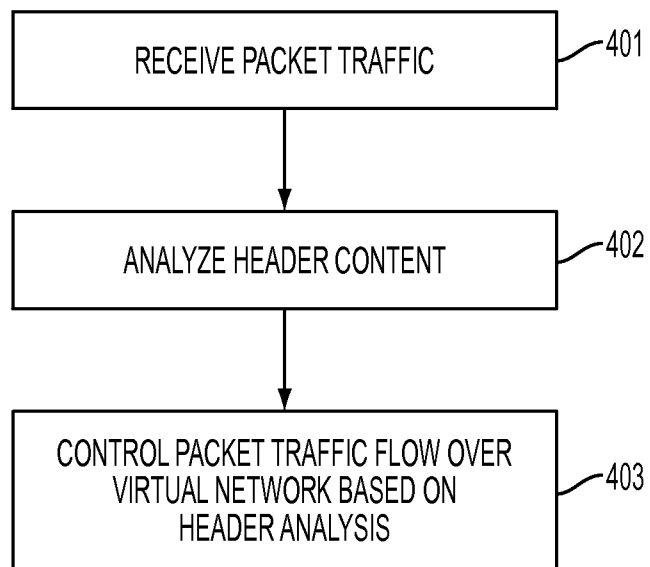 RECEIVE PACKET TRAFFIC
401
ANALYZE HEADER CONTENT
402
CONTROL PACKET TRAFFIC FLOW OVER
VIRTUAL NETWORK BASED ON
HEADER ANALYSIS
403